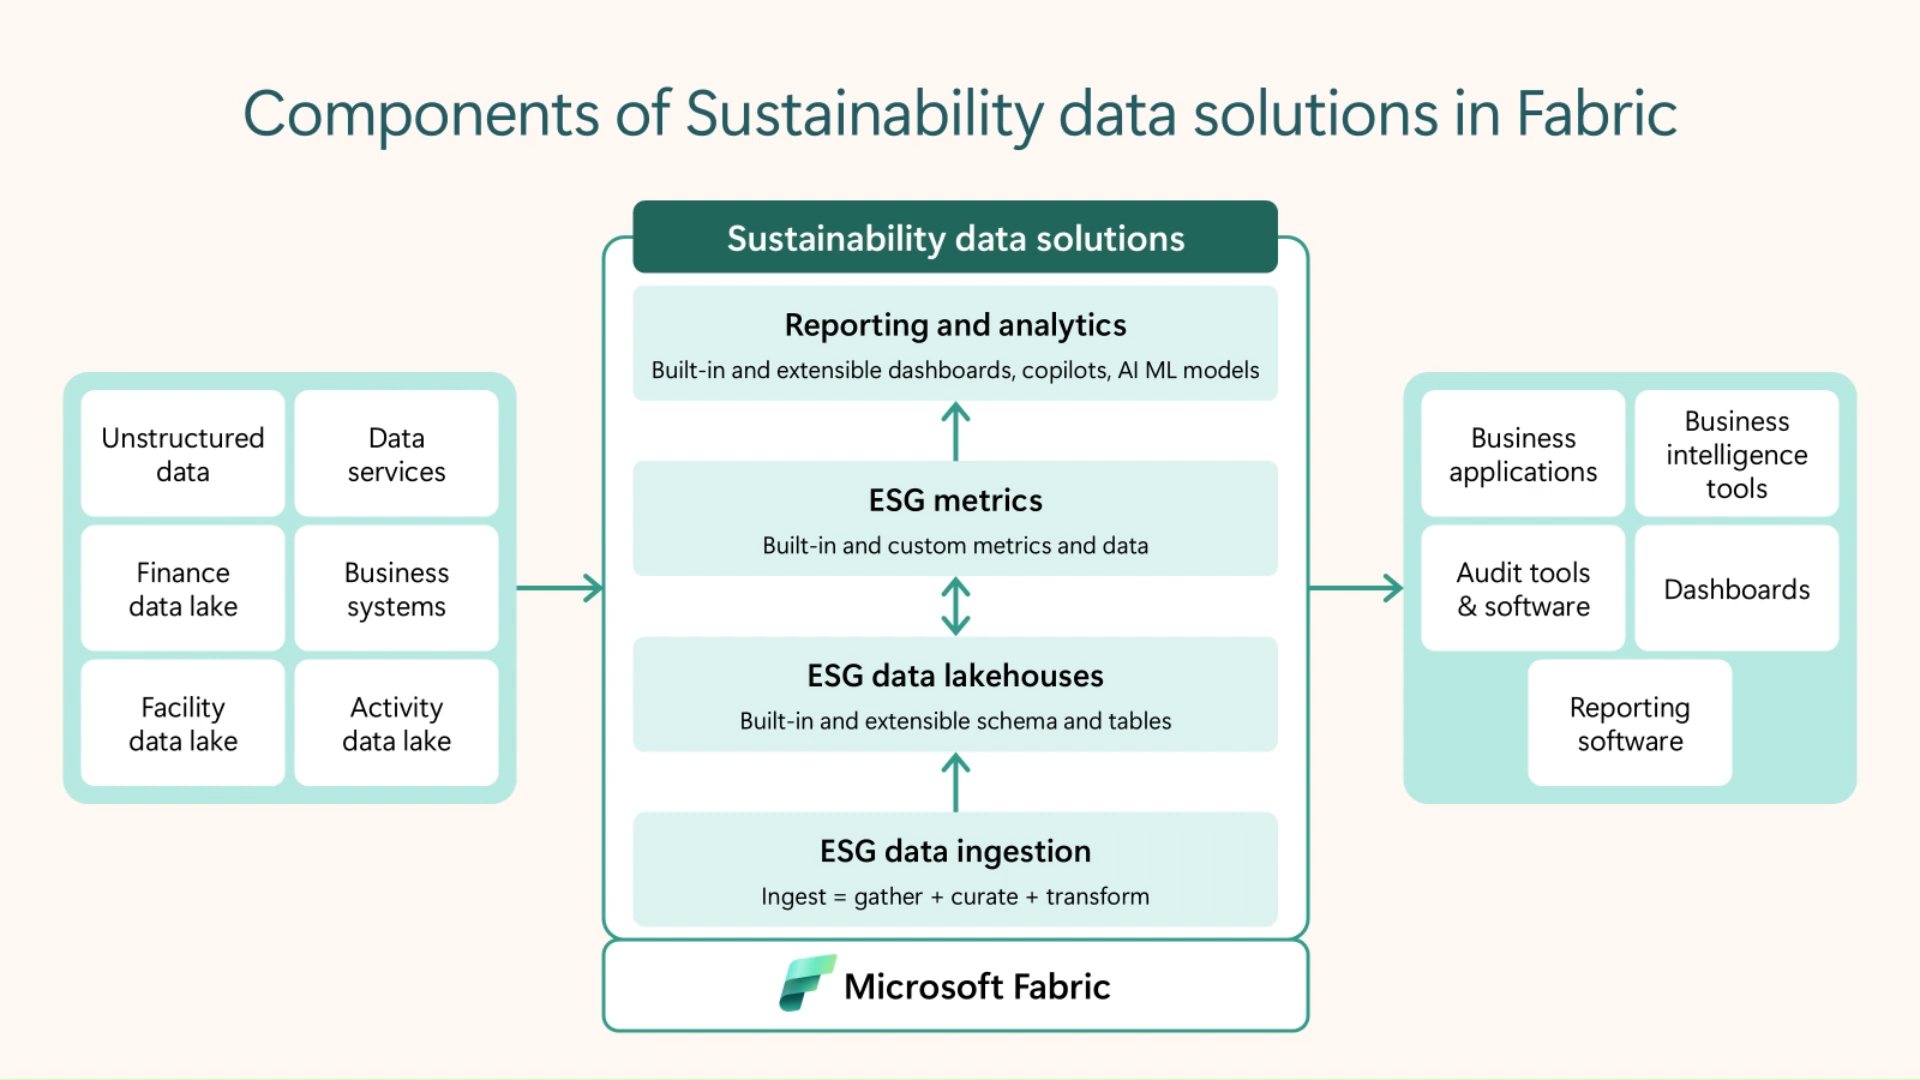 Components of Sustainability data solutions in Fabric
Unstructured
data
Data
services
Finance
data lake
Business
systems
Facility
data lake
Activity
data lake
Sustainability data solutions
Reporting and analytics
Built-in and extensible dashboards, copilots, AI ML models
ESG metrics
Built-in and custom metrics and data
ESG data lakehouses
Built-in and extensible schema and tables
ESG data ingestion
Ingest = gather + curate + transform
Microsoft Fabric
Business
applications
Business
intelligence
tools
Audit tools
& software
Dashboards
Reporting
software